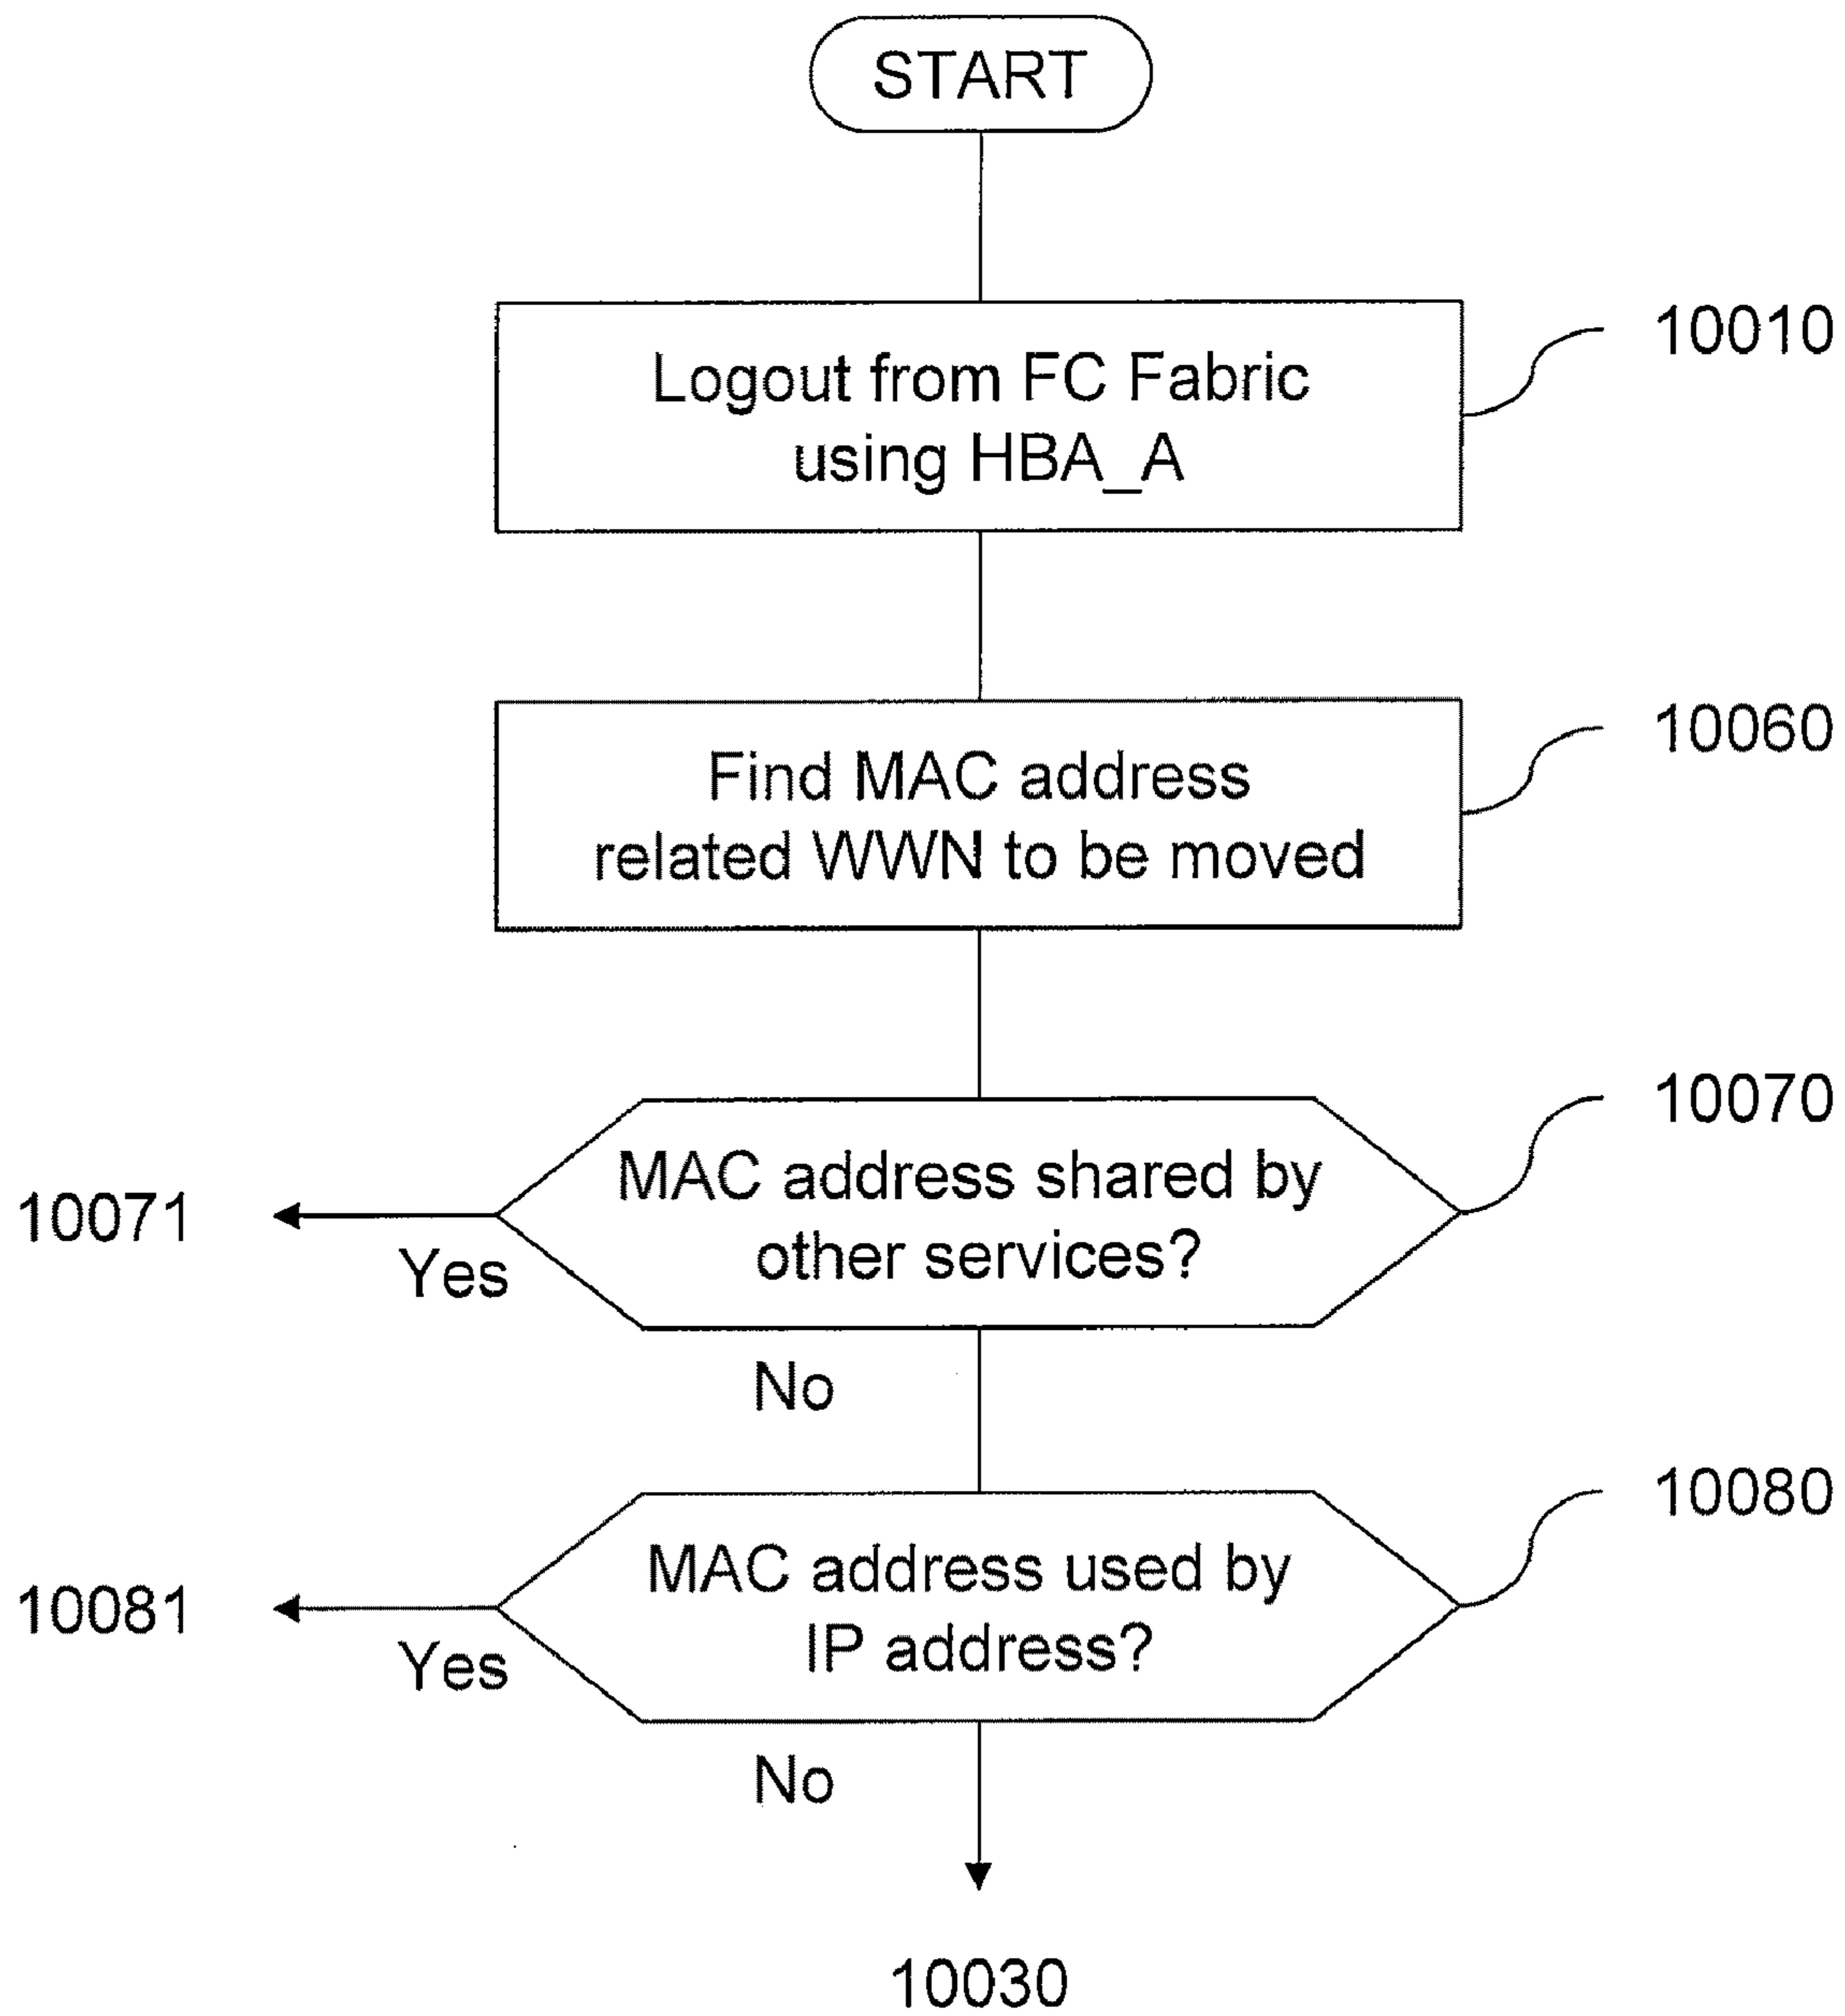 START
Logout from FC Fabric
using HBA_A
10010
Find MAC address
related WWN to be moved
10060
MAC address shared by
other services?
10070
10071
Yes
No
MAC address used by
IP address?
10080
10081
Yes
No
10030